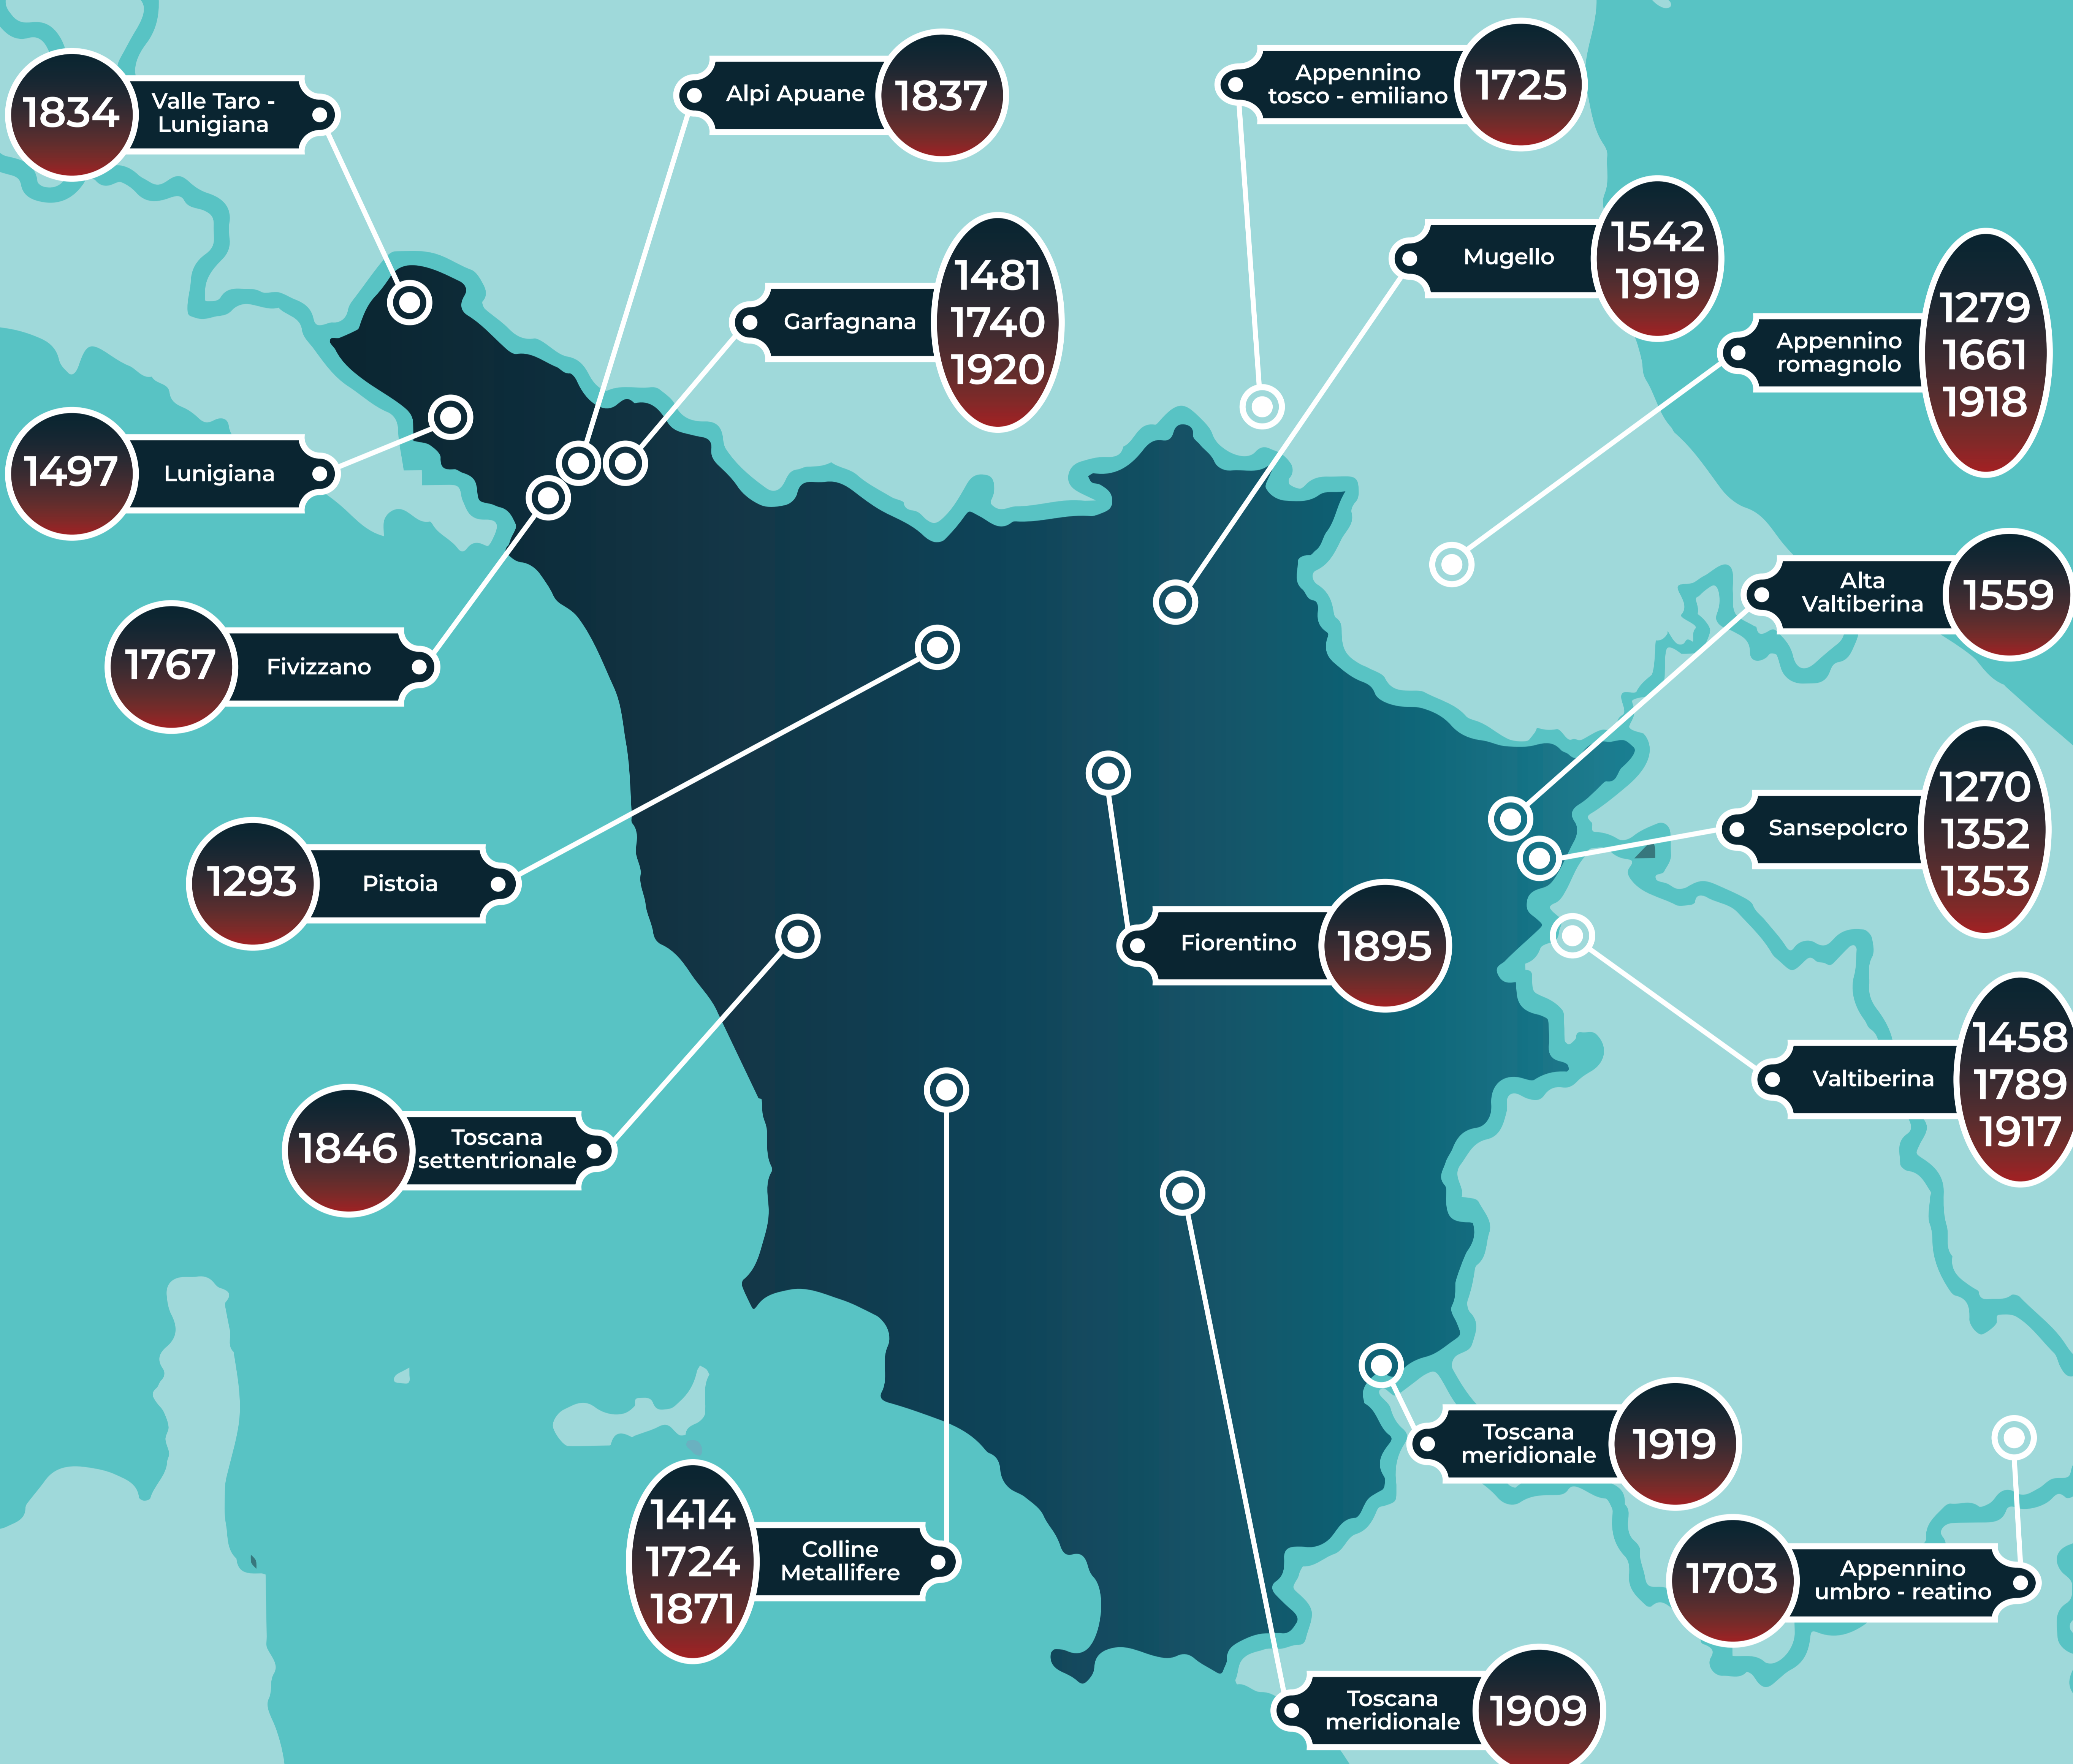 1834
Valle Taro -
Lunigiana
Alpi Apuane
1837
Appennino
tosco - emiliano
1725
Mugello
1542
1919
Garfagnana
1481
1740
1920
Appennino
romagnolo
1279
1661
1918
1497
Lunigiana
Alta
Valtiberina
1559
1767
Fivizzano
Sansepolcro
1270
1352
1353
1293
Pistoia
Fiorentino
1895
Valtiberina
1458
1789
1917
1846
Toscana
settentrionale
Toscana
meridionale
1919
1414
1724
1871
Colline
Metallifere
1703
Appennino
umbro - reatino
Toscana
meridionale
1909